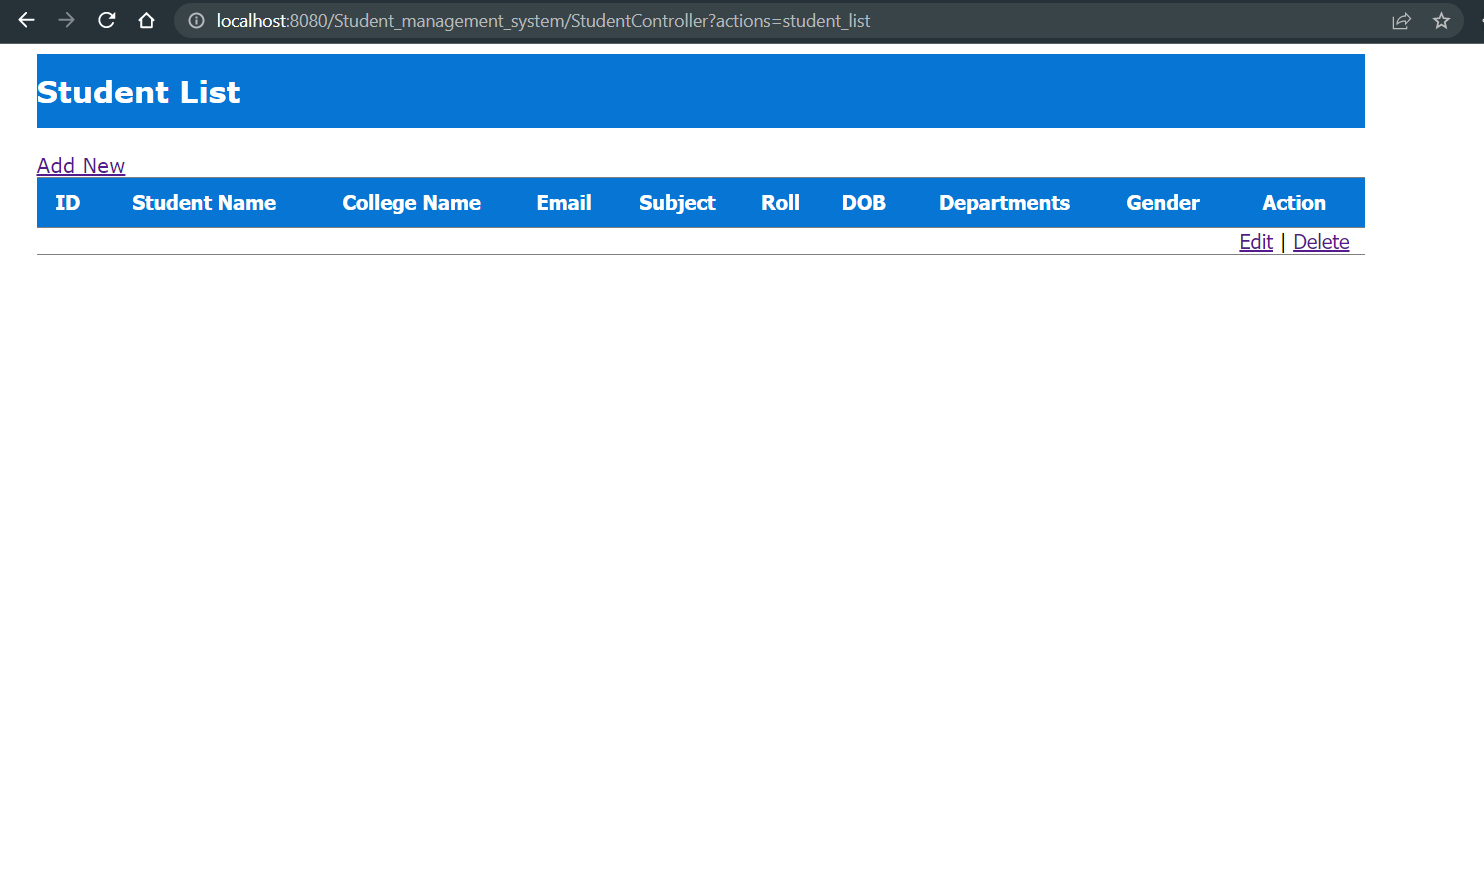 localhost:8080/Student_management_system/StudentController?actions=student_list
Student List
Add New
ID Student Name College Name Email Subject Roll DOB Departments Gender Action
Edit | Delete